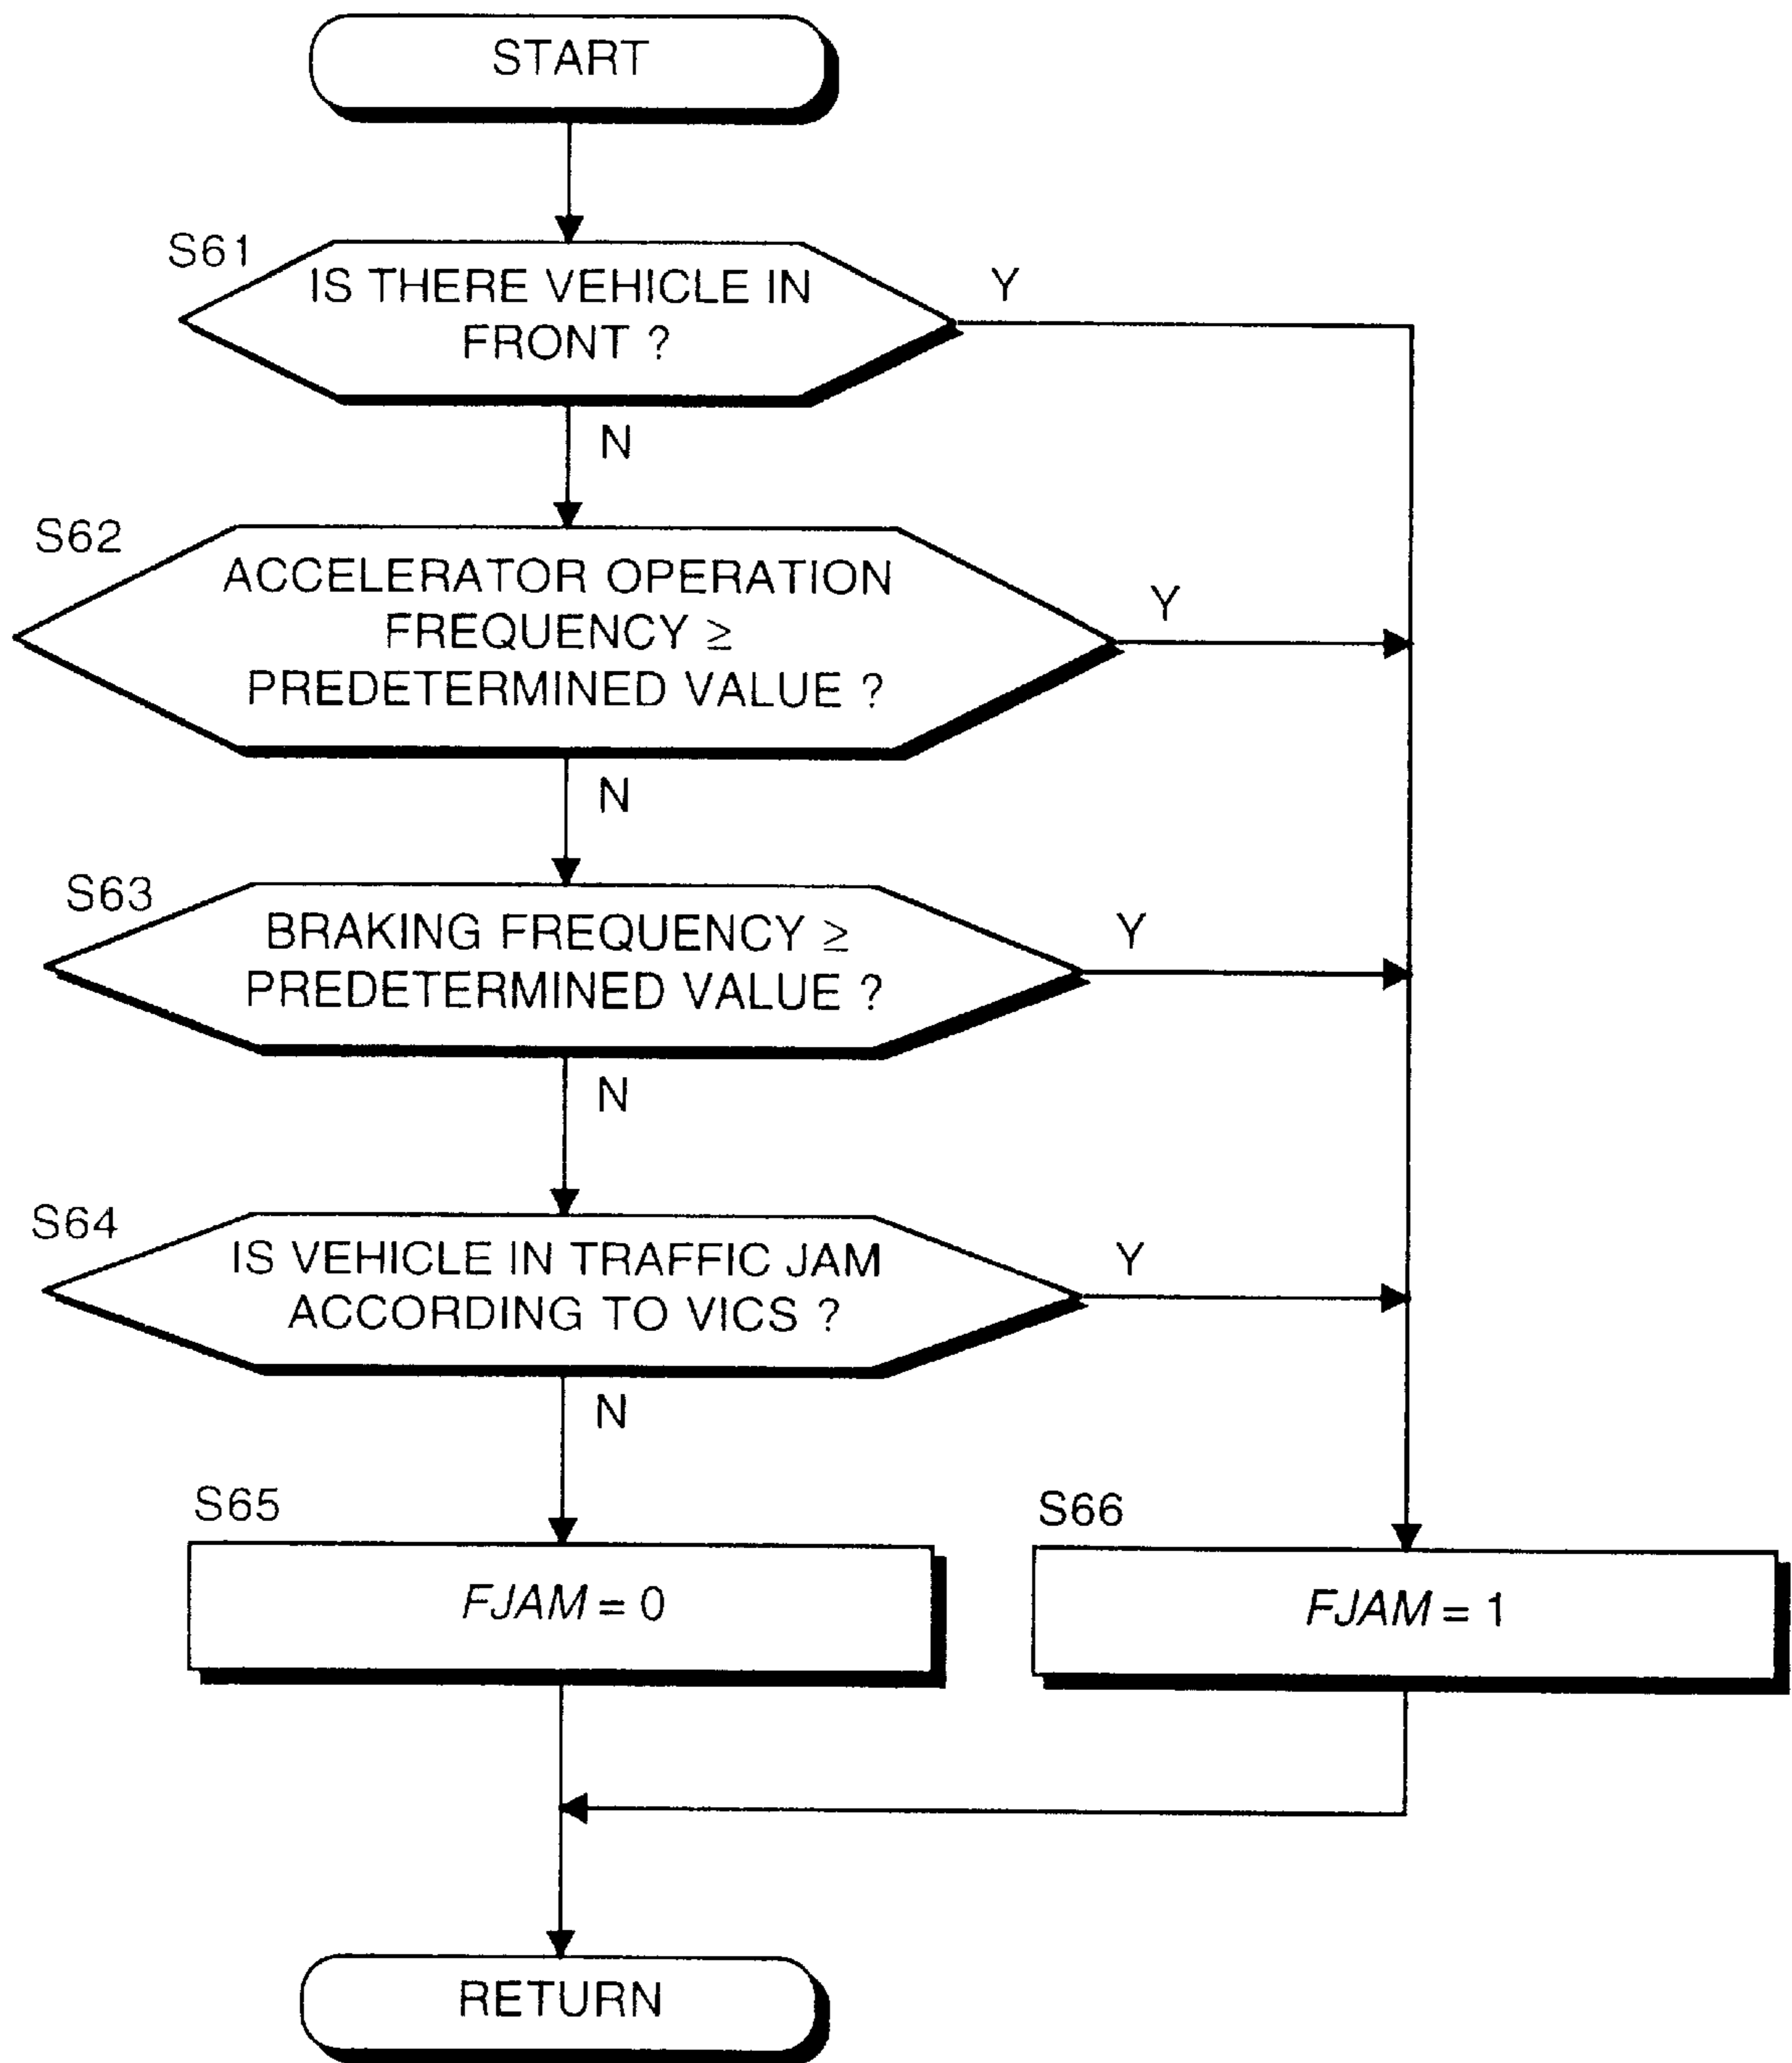 START
S61
IS THERE VEHICLE IN
FRONT ?
Y
N
S62
ACCELERATOR OPERATION
FREQUENCY ≥
PREDETERMINED VALUE ?
Y
N
S63
BRAKING FREQUENCY ≥
PREDETERMINED VALUE ?
Y
N
S64
IS VEHICLE IN TRAFFIC JAM
ACCORDING TO VICS ?
Y
N
S65
FJAM = 0
S66
FJAM = 1
RETURN